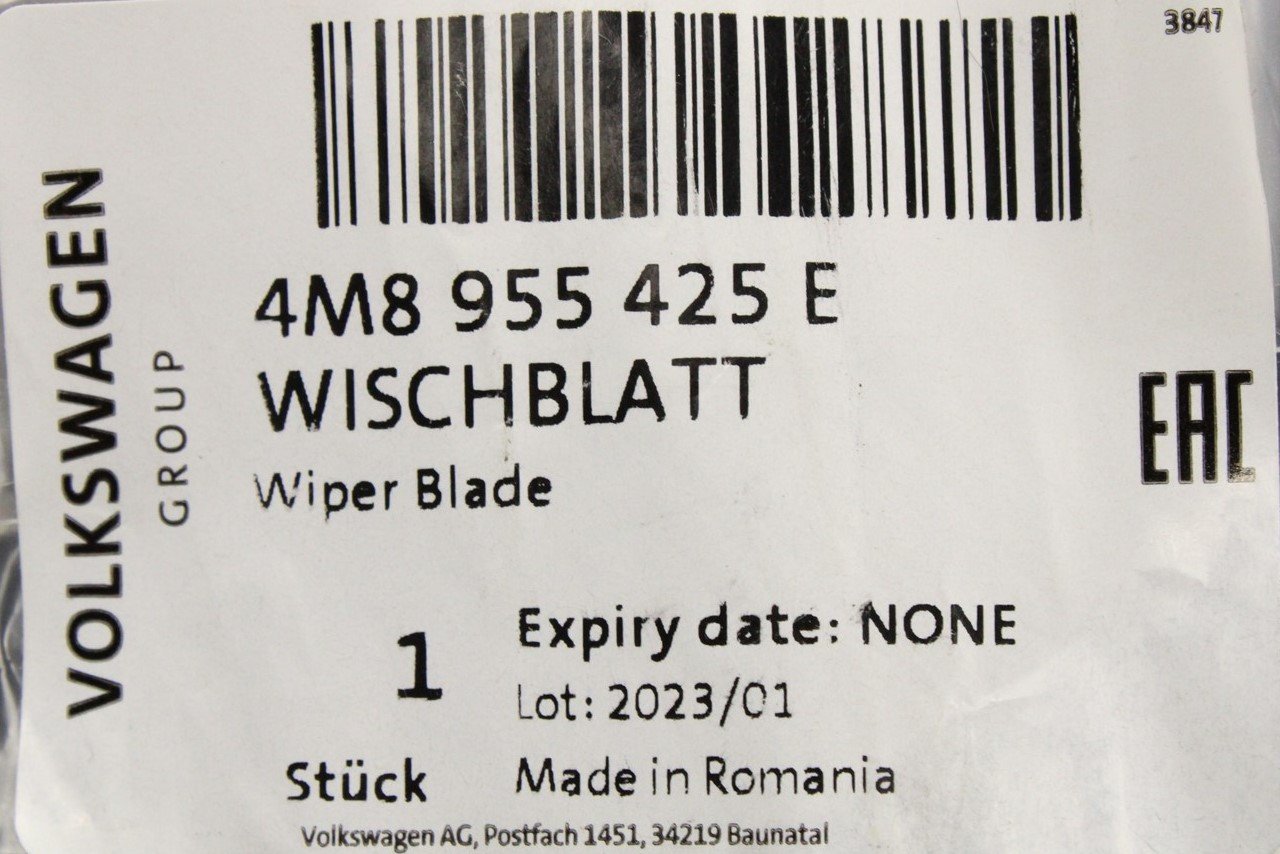 3847
VOLKSWAGEN
GROUP
4M8 955 425 E
WISCHBLATT
Wiper Blade
EAC
1
Stück
Expiry date: NONE
Lot: 2023/01
Made in Romania
Volkswagen AG, Postfach 1451, 34219 Baunatal